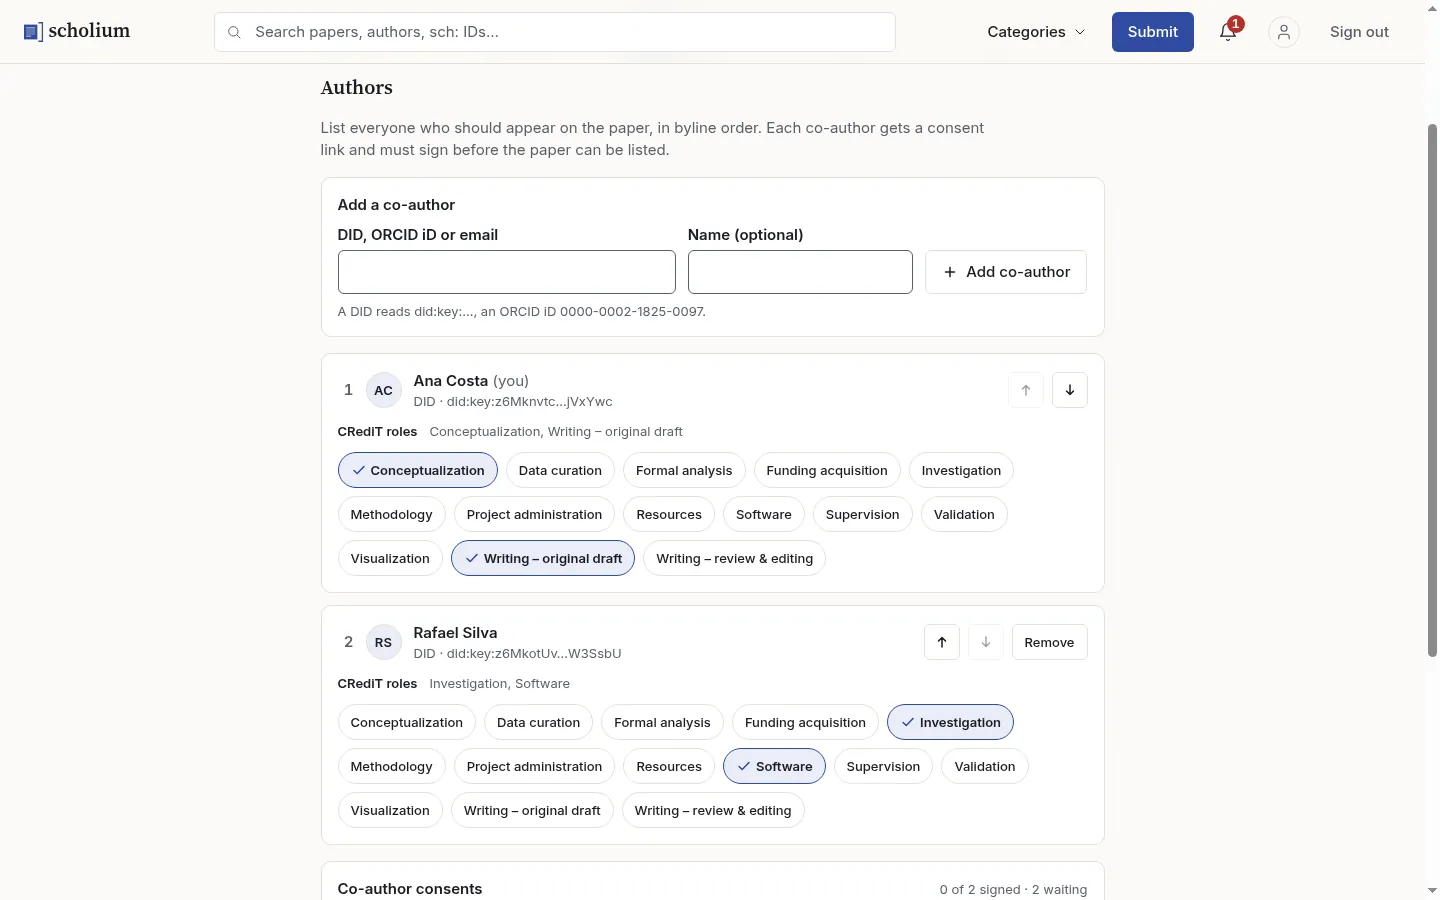 scholium
Search papers, authors, sch: IDs...
Categories
Submit
1
Sign out
Authors
List everyone who should appear on the paper, in byline order. Each co-author gets a consent
link and must sign before the paper can be listed.
Add a co-author
DID, ORCID iD or email
Name (optional)
+ Add co-author
A DID reads did:key:..., an ORCID iD 0000-0002-1825-0097.
1
AC
Ana Costa (you)
DID · did:key:z6Mknvtc...jVxYwc
CRediT roles Conceptualization, Writing – original draft
Conceptualization Data curation Formal analysis Funding acquisition Investigation
Methodology Project administration Resources Software Supervision Validation
Visualization Writing – original draft Writing – review & editing
2
RS
Rafael Silva
DID · did:key:z6MkotUv...W3SsbU
Remove
CRediT roles Investigation, Software
Conceptualization Data curation Formal analysis Funding acquisition Investigation
Methodology Project administration Resources Software Supervision Validation
Visualization Writing – original draft Writing – review & editing
Co-author consents
0 of 2 signed · 2 waiting